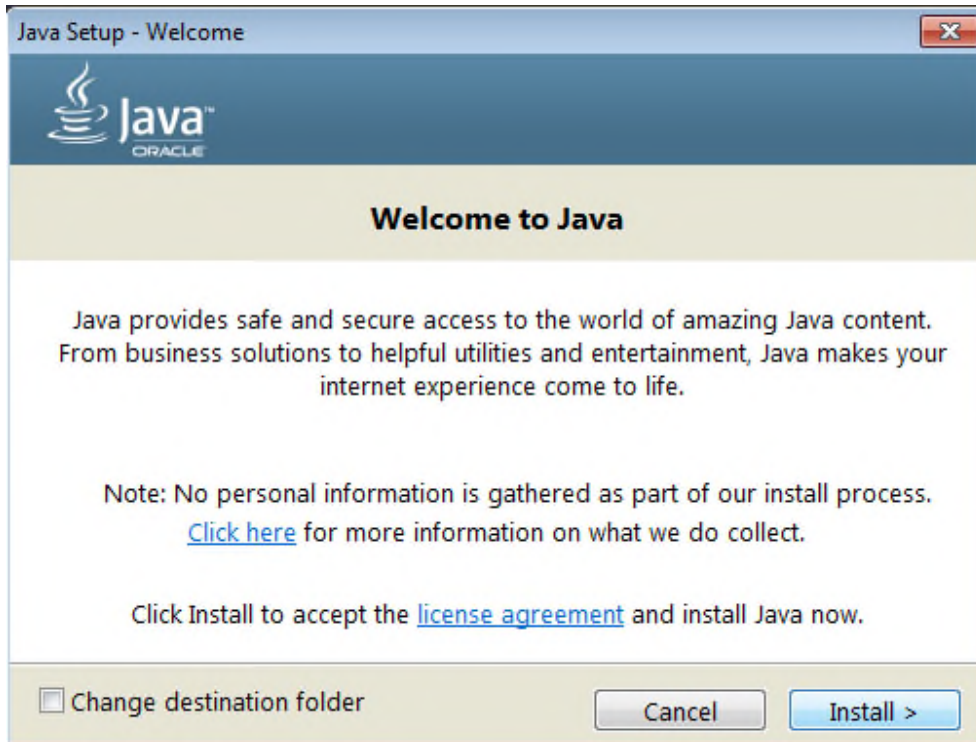 Java Setup - Welcome
Java™
ORACLE
Welcome to Java
Java provides safe and secure access to the world of amazing Java content.
From business solutions to helpful utilities and entertainment, Java makes your
internet experience come to life.
Note: No personal information is gathered as part of our install process.
Click here for more information on what we do collect.
Click Install to accept the license agreement and install Java now.
Change destination folder
Cancel
Install >